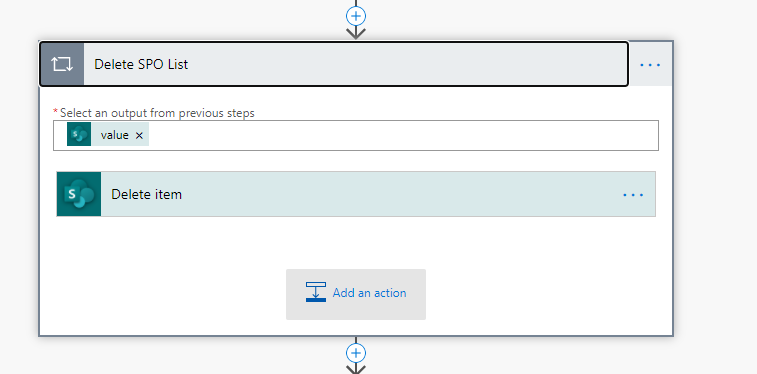 Delete SPO List
* Select an output from previous steps
S value ×
S Delete item
Add an action